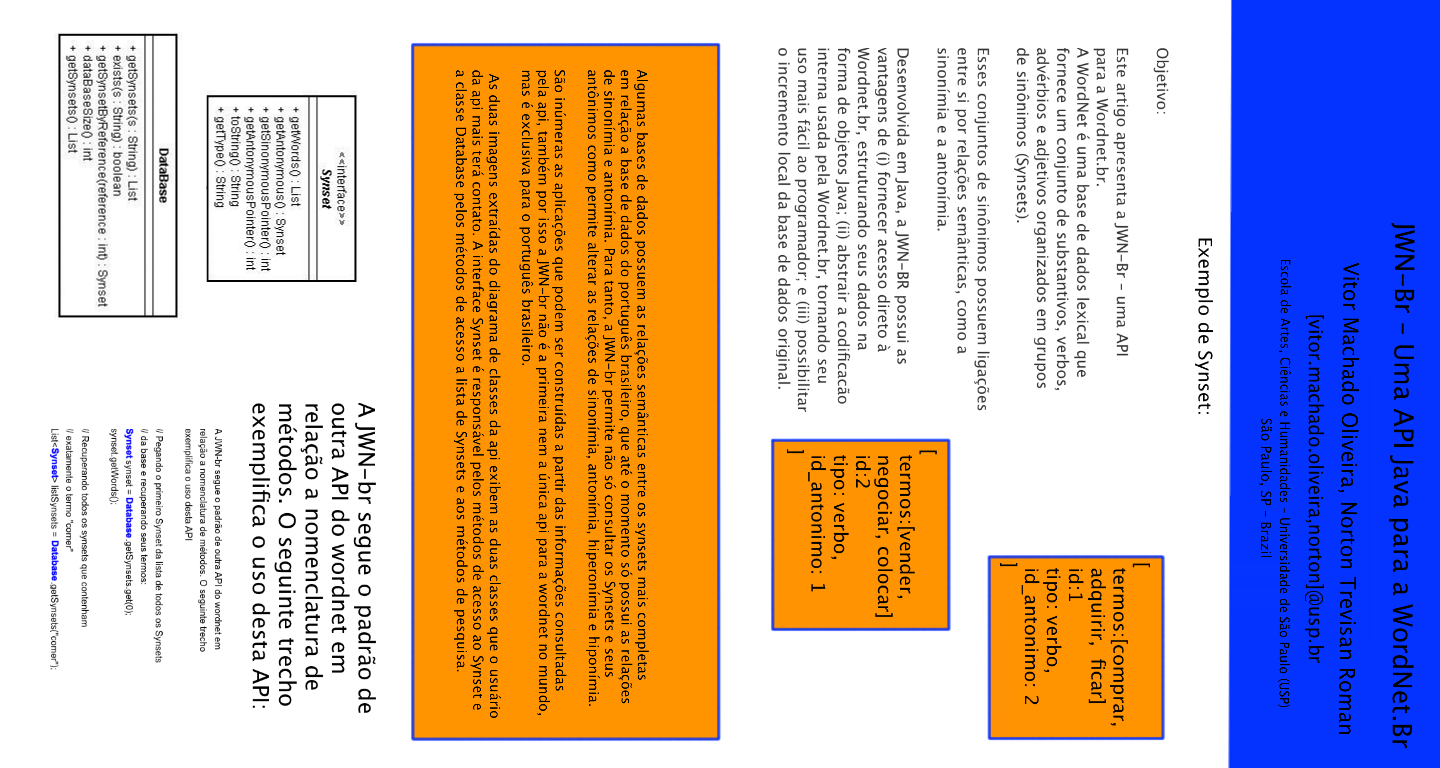 JWN-Br - Uma API Java para a WordNet.Br
Vitor Machado Oliveira, Norton Trevisan Roman
[vitor.machado.oliveira,norton]@usp.br
Escola de Artes, Ciências e Humanidades - Universidade de São Paulo (USP)
São Paulo, SP - Brazil
Exemplo de Synset:
Objetivo:
Este artigo apresenta a JWN-Br - uma API
para a Wordnet.br.
A WordNet é uma base de dados lexical que
fornece um conjunto de substantivos, verbos,
advérbios e adjetivos organizados em grupos
de sinônimos (Synsets).
Esses conjuntos de sinônimos possuem ligações
entre si por relações semânticas, como a
sinonímia e a antonímia.
Desenvolvida em Java, a JWN-BR possui as
vantagens de (i) fornecer acesso direto à
Wordnet.br, estruturando seus dados na
forma de objetos Java; (ii) abstrair a codificação
interna usada pela Wordnet.br, tornando seu
uso mais fácil ao programador; e (iii) possibilitar
o incremento local da base de dados original.
[
termos:[comprar,
adquirir, ficar]
id:1
tipo: verbo,
id_antonimo: 2
]
[
termos:[vender,
negociar, colocar]
id:2
tipo: verbo,
id_antonimo: 1
]
Algumas bases de dados possuem as relações semânticas entre os synsets mais completas
em relação a base de dados do português brasileiro, que até o momento só possui as relações
de sinonímia e antonímia. Para tanto, a JWN-br permite não só consultar os Synsets e seus
antônimos como permite alterar as relações de sinonímia, antonímia, hiperonímia e hiponímia.
São inúmeras as aplicações que podem ser construídas a partir das informações consultadas
pela api, também por isso a JWN-br não é a primeira nem a única api para a wordnet no mundo,
mas é exclusiva para o português brasileiro.
As duas imagens extraídas do diagrama de classes da api exibem as duas classes que o usuário
da api mais terá contato. A interface Synset é responsável pelos métodos de acesso ao Synset e
a classe Database pelos métodos de acesso a lista de Synsets e aos métodos de pesquisa.
<<interface>>
Synset
+ getWords() : List
+ getAntonymous() : Synset
+ getSinonymousPointer() : int
+ getAntonymousPointer() : int
+ toString() : String
+ getType() : String
DataBase
+ getSynsets(s : String) : List
+ exists(s : String) : boolean
+ getSynsetByReference(reference : int) : Synset
+ dataBaseSize() : int
+ getSynsets() : List
A JWN-br segue o padrão de
outra API do wordnet em
relação a nomenclatura de
métodos. O seguinte trecho
exemplifica o uso desta API:
A JWN-br segue o padrão de outra API do wordnet em
relação a nomenclatura de métodos. O seguinte trecho
exemplifica o uso desta API
// Pegando o primeiro Synset da lista de todos os Synsets
// da base e recuperando seus termos:
Synset synset = Database.getSynsets.get(0);
synset.getWords();
// Recuperando todos os synsets que contenham
// exatamente o termo "comer"
List<Synset> listSynsets = Database.getSynsets("comer");